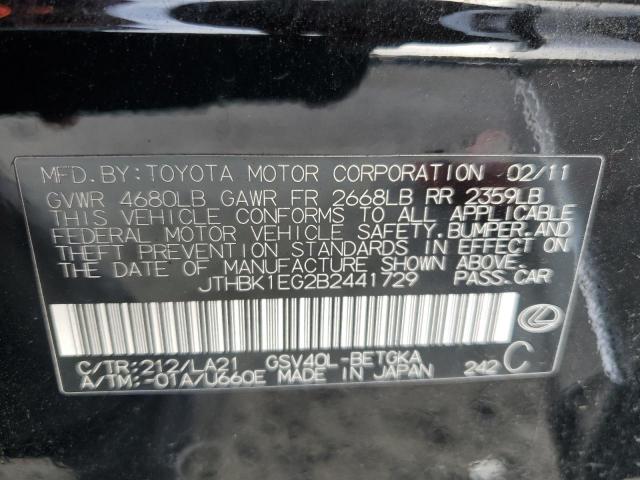 MFD.BY:TOYOTA MOTOR CORPORATION 02/11
GVWR 4680LB GAWR FR 2668LB RR 2359LB
THIS VEHICLE CONFORMS TO ALL APPLICABLE
FEDERAL MOTOR VEHICLE SAFETY.BUMPER.AND
THEFT PREVENTION STANDARDS IN EFFECT ON
THE DATE OF MANUFACTURE SHOWN ABOVE.
JTHBK1EG2B2441729 PASS.CAR
C/TR:212/LA21 GSV40L-BETGKA
A/TM:-01A/U660E MADE IN JAPAN 242 C